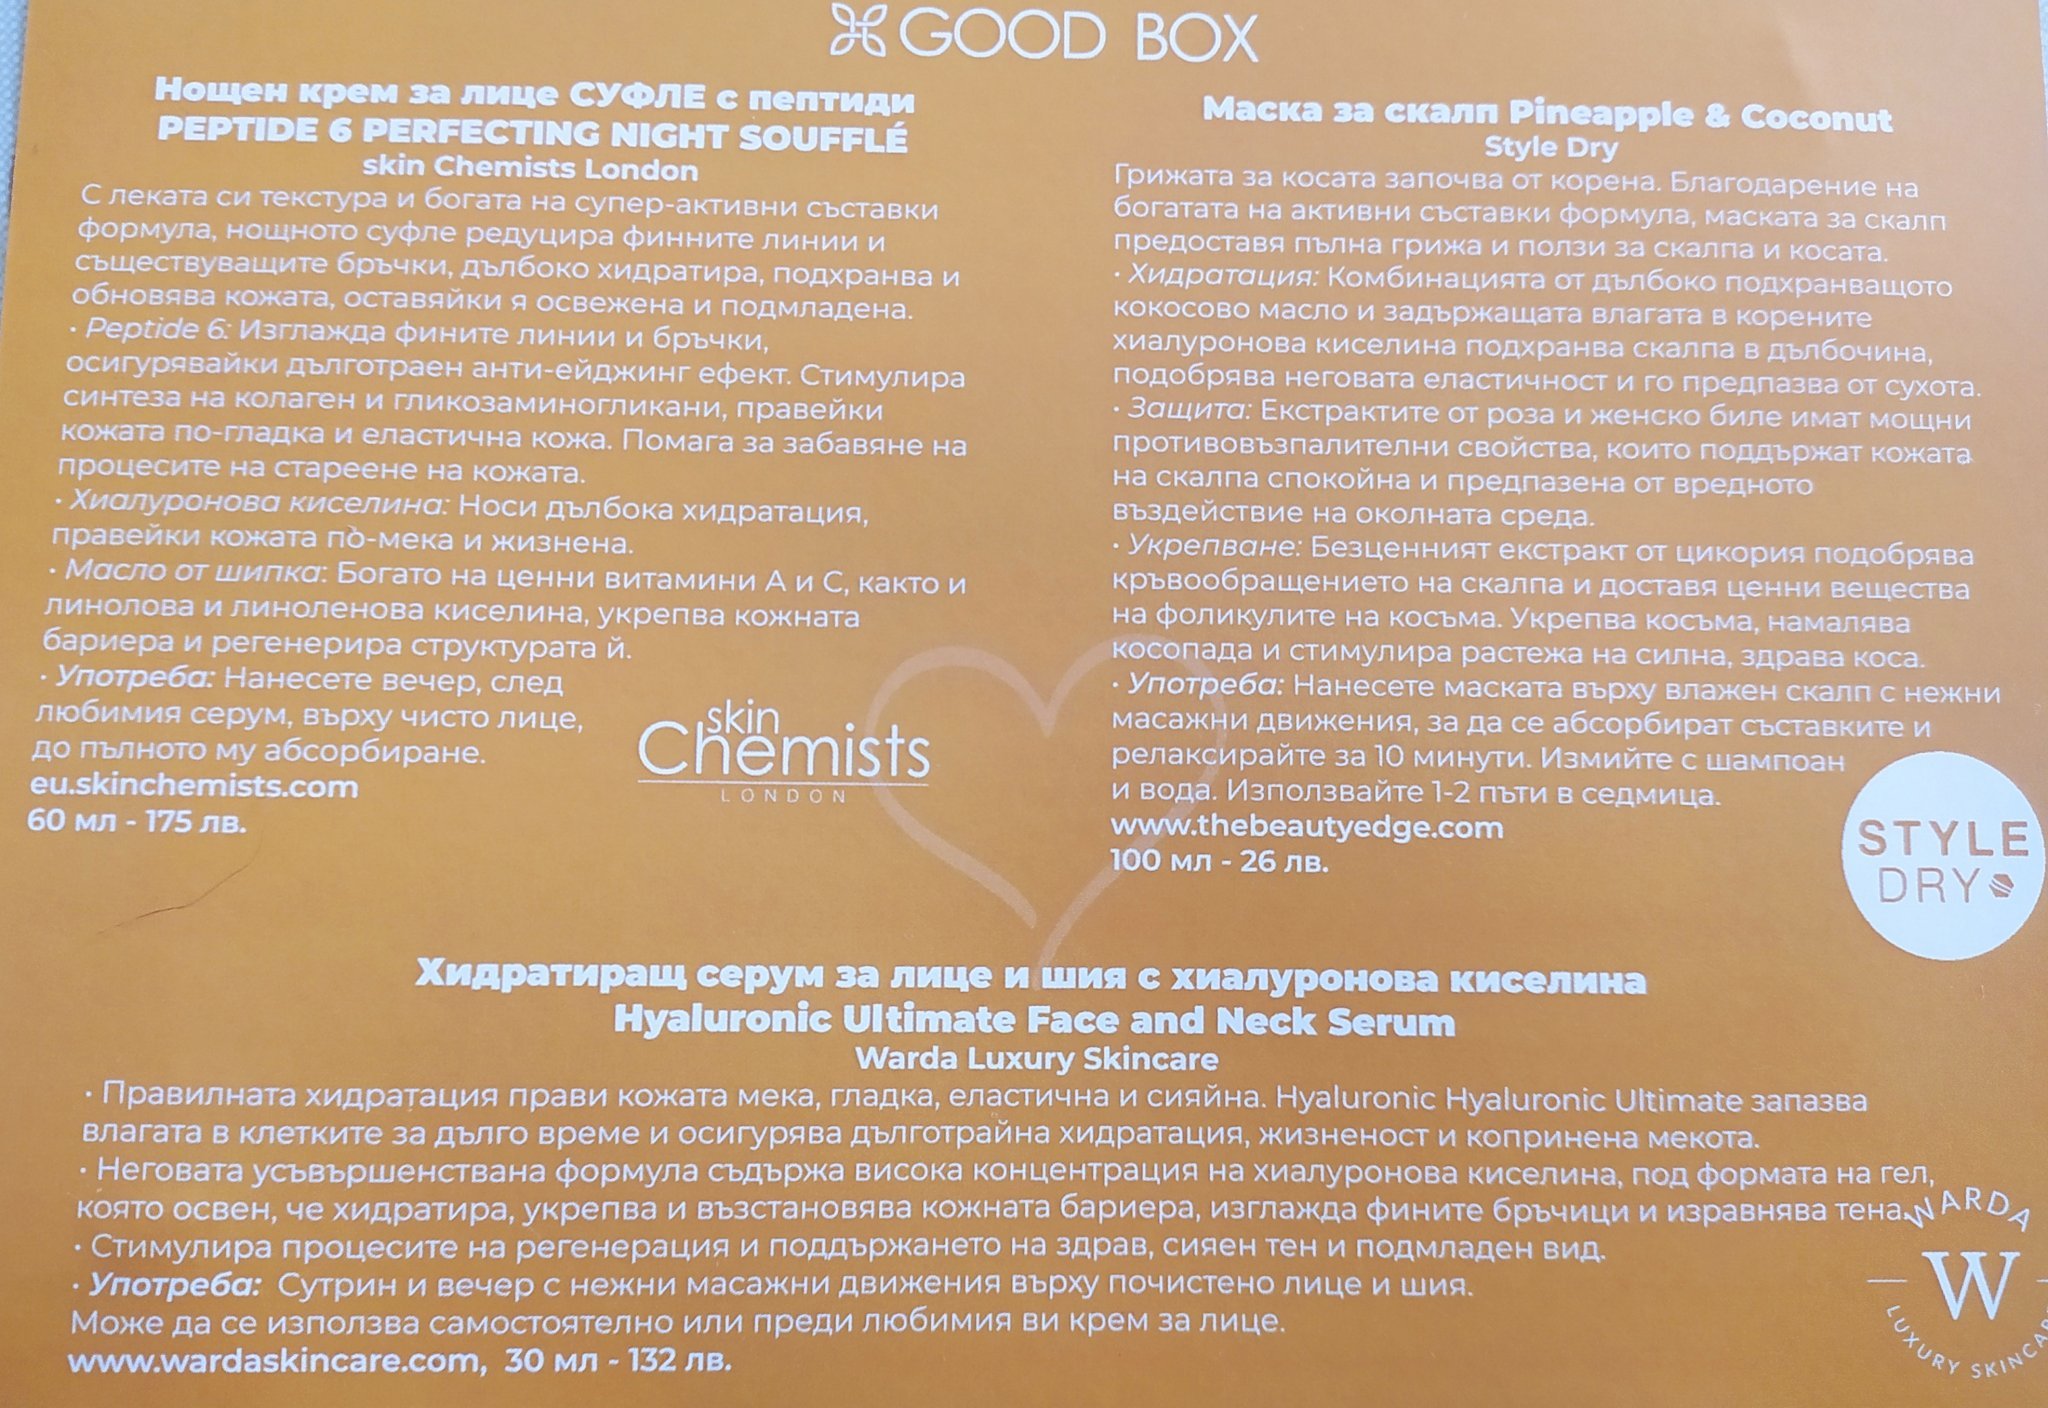 GOOD BOX
Нощен крем за лице СУФЛЕ с пептиди
PEPTIDE 6 PERFECTING NIGHT SOUFFLÉ
skin Chemists London
С леката си текстура и богата на супер-активни съставки
формула, нощното суфле редуцира финните линии и
съществуващите бръчки, дълбоко хидратира, подхранва и
обновява кожата, оставяйки я освежена и подмладена.
• Peptide 6: Изглажда фините линии и бръчки,
осигурявайки дълготраен анти-ейджинг ефект. Стимулира
синтеза на колаген и гликозаминогликани, правейки
кожата по-гладка и еластична кожа. Помага за забавяне на
процесите на стареене на кожата.
• Хиалуронова киселина: Носи дълбока хидратация,
правейки кожата по-мека и жизнена.
• Масло от шипка: Богато на ценни витамини А и С, както и
линолова и линоленова киселина, укрепва кожната
бариера и регенерира структурата й.
• Употреба: Нанесете вечер, след
любимия серум, върху чисто лице,
до пълното му абсорбиране.
eu.skinchemists.com
60 мл - 175 лв.
skin
Chemists
LONDON
Маска за скалп Pineapple & Coconut
Style Dry
Грижата за косата започва от корена. Благодарение на
богатата на активни съставки формула, маската за скалп
предоставя пълна грижа и ползи за скалпа и косата.
• Хидратация: Комбинацията от дълбоко подхранващото
кокосово масло и задържащата влагата в корените
хиалуронова киселина подхранва скалпа в дълбочина,
подобрява неговата еластичност и го предпазва от сухота.
• Защита: Екстрактите от роза и женско биле имат мощни
противовъзпалителни свойства, които поддържат кожата
на скалпа спокойна и предпазена от вредното
въздействие на околната среда.
• Укрепване: Безценният екстракт от цикория подобрява
кръвообращението на скалпа и доставя ценни вещества
на фоликулите на косъма. Укрепва косъма, намалява
косопада и стимулира растежа на силна, здрава коса.
• Употреба: Нанесете маската върху влажен скалп с нежни
масажни движения, за да се абсорбират съставките и
релаксирайте за 10 минути. Измийте с шампоан
и вода. Използвайте 1-2 пъти в седмица.
www.thebeautyedge.com
100 мл - 26 лв.
STYLE
DRY
Хидратиращ серум за лице и шия с хиалуронова киселина
Hyaluronic Ultimate Face and Neck Serum
Warda Luxury Skincare
• Правилната хидратация прави кожата мека, гладка, еластична и сияйна. Hyaluronic Hyaluronic Ultimate запазва
влагата в клетките за дълго време и осигурява дълготрайна хидратация, жизненост и копринена мекота.
• Неговата усъвършенствана формула съдържа висока концентрация на хиалуронова киселина, под формата на гел,
която освен, че хидратира, укрепва и възстановява кожната бариера, изглажда фините бръчици и изравнява тена.
• Стимулира процесите на регенерация и поддържането на здрав, сияен тен и подмладен вид.
• Употреба: Сутрин и вечер с нежни масажни движения върху почистено лице и шия.
Може да се използва самостоятелно или преди любимия ви крем за лице.
www.wardaskincare.com, 30 мл - 132 лв.
WARDA
W
LUXURY